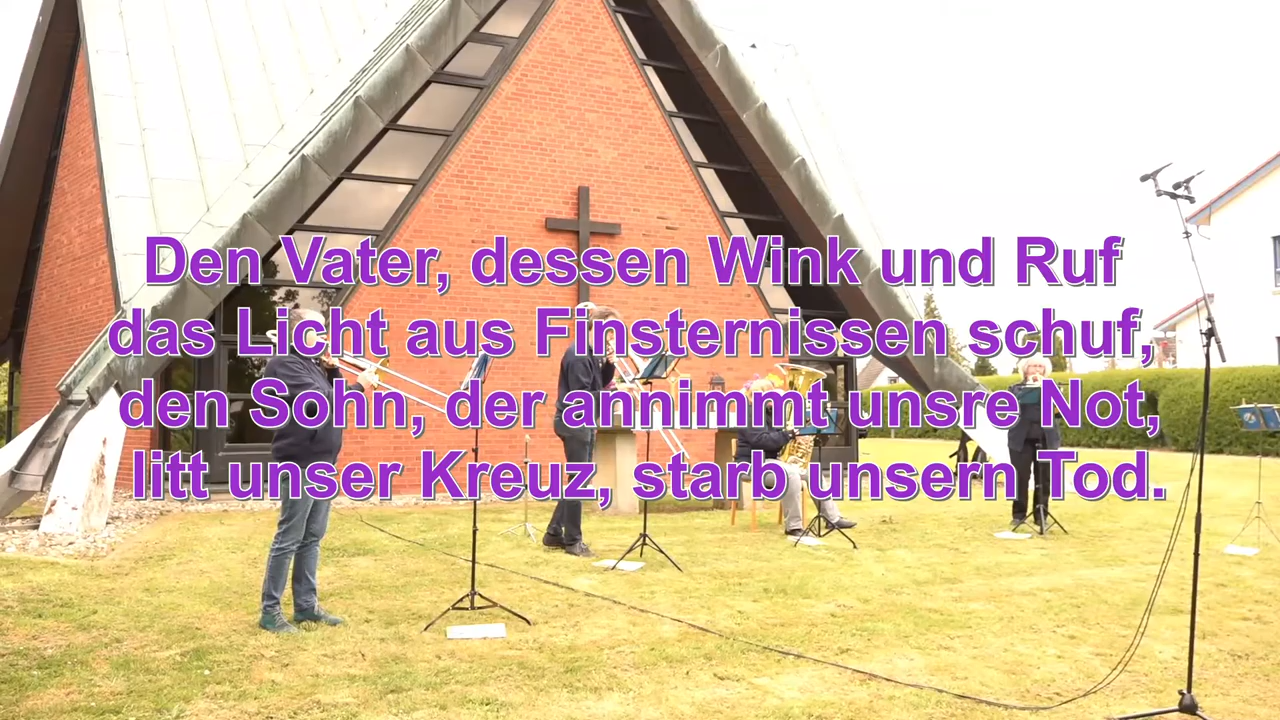 Den Vater, dessen Wink und Ruf
das Licht aus Finsternissen schuf,
den Sohn, der annimmt unsre Not,
litt unser Kreuz, starb unsern Tod.